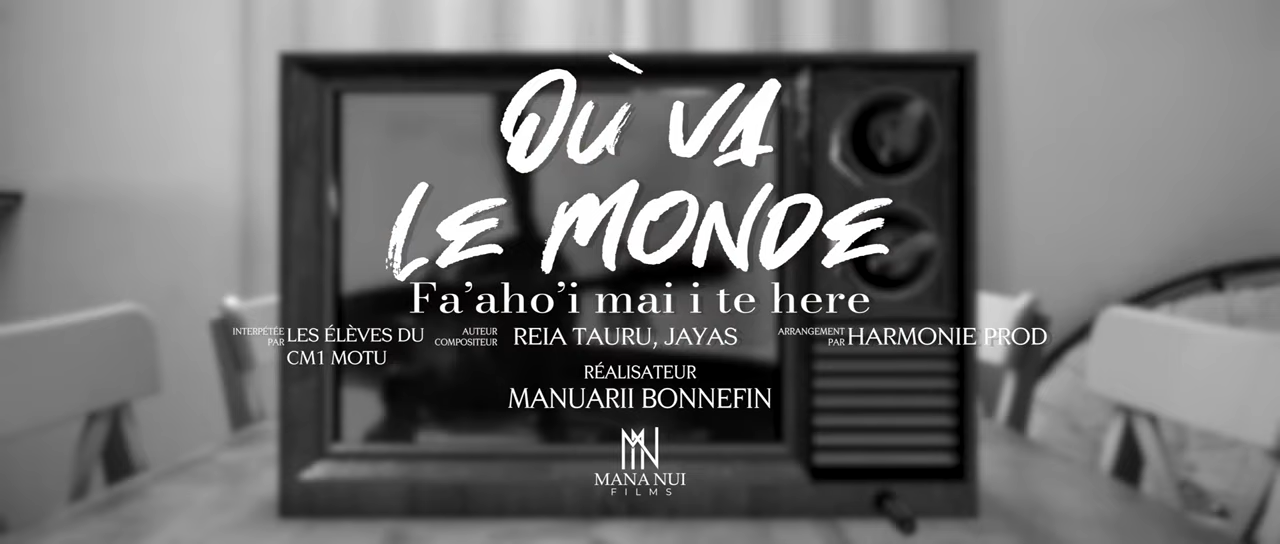 OÙ VA
LE MONDE
Fa'aho'i mai i te here
INTERPÉTÉE PAR LES ÉLÈVES DU CM1 MOTU
AUTEUR COMPOSITEUR REIA TAURU, JAYAS
ARRANGEMENT PAR HARMONIE PROD
RÉALISATEUR
MANUARII BONNEFIN
MN
MANA NUI
FILMS